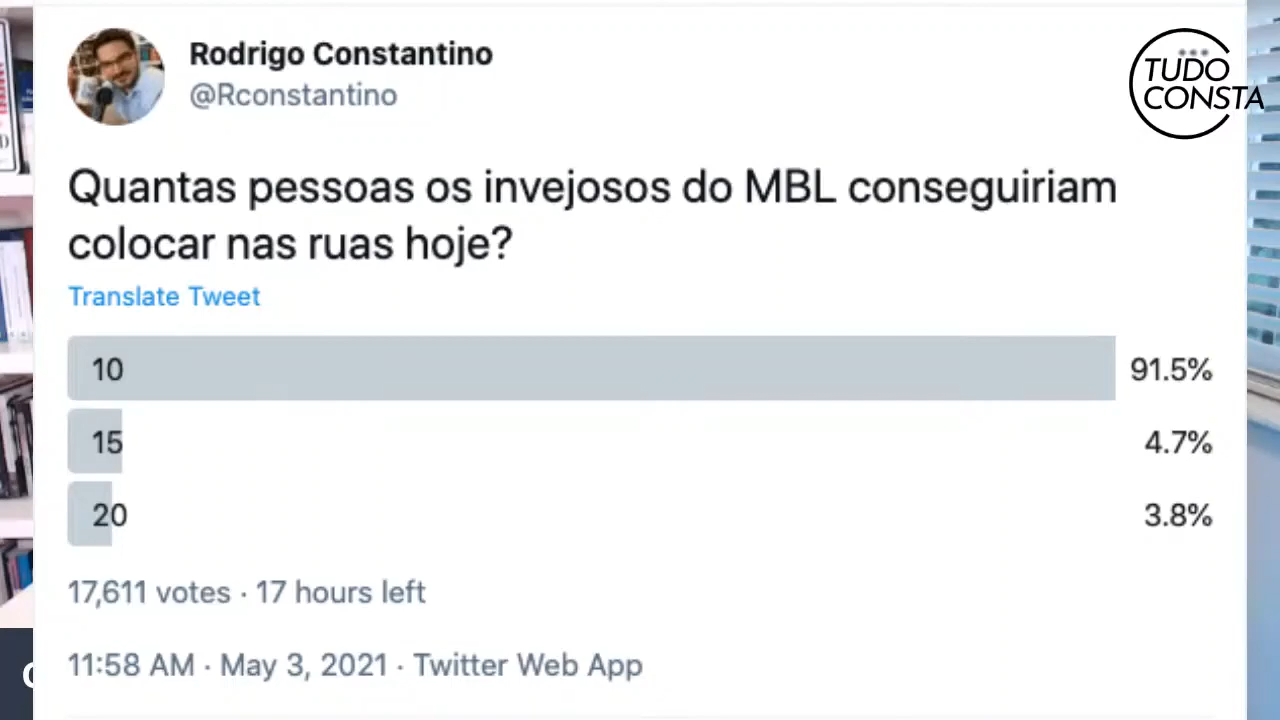 Rodrigo Constantino
@Rconstantino
TUDO
CONSTA
Quantas pessoas os invejosos do MBL conseguiriam
colocar nas ruas hoje?
Translate Tweet
10 91.5%
15 4.7%
20 3.8%
17,611 votes · 17 hours left
11:58 AM · May 3, 2021 · Twitter Web App